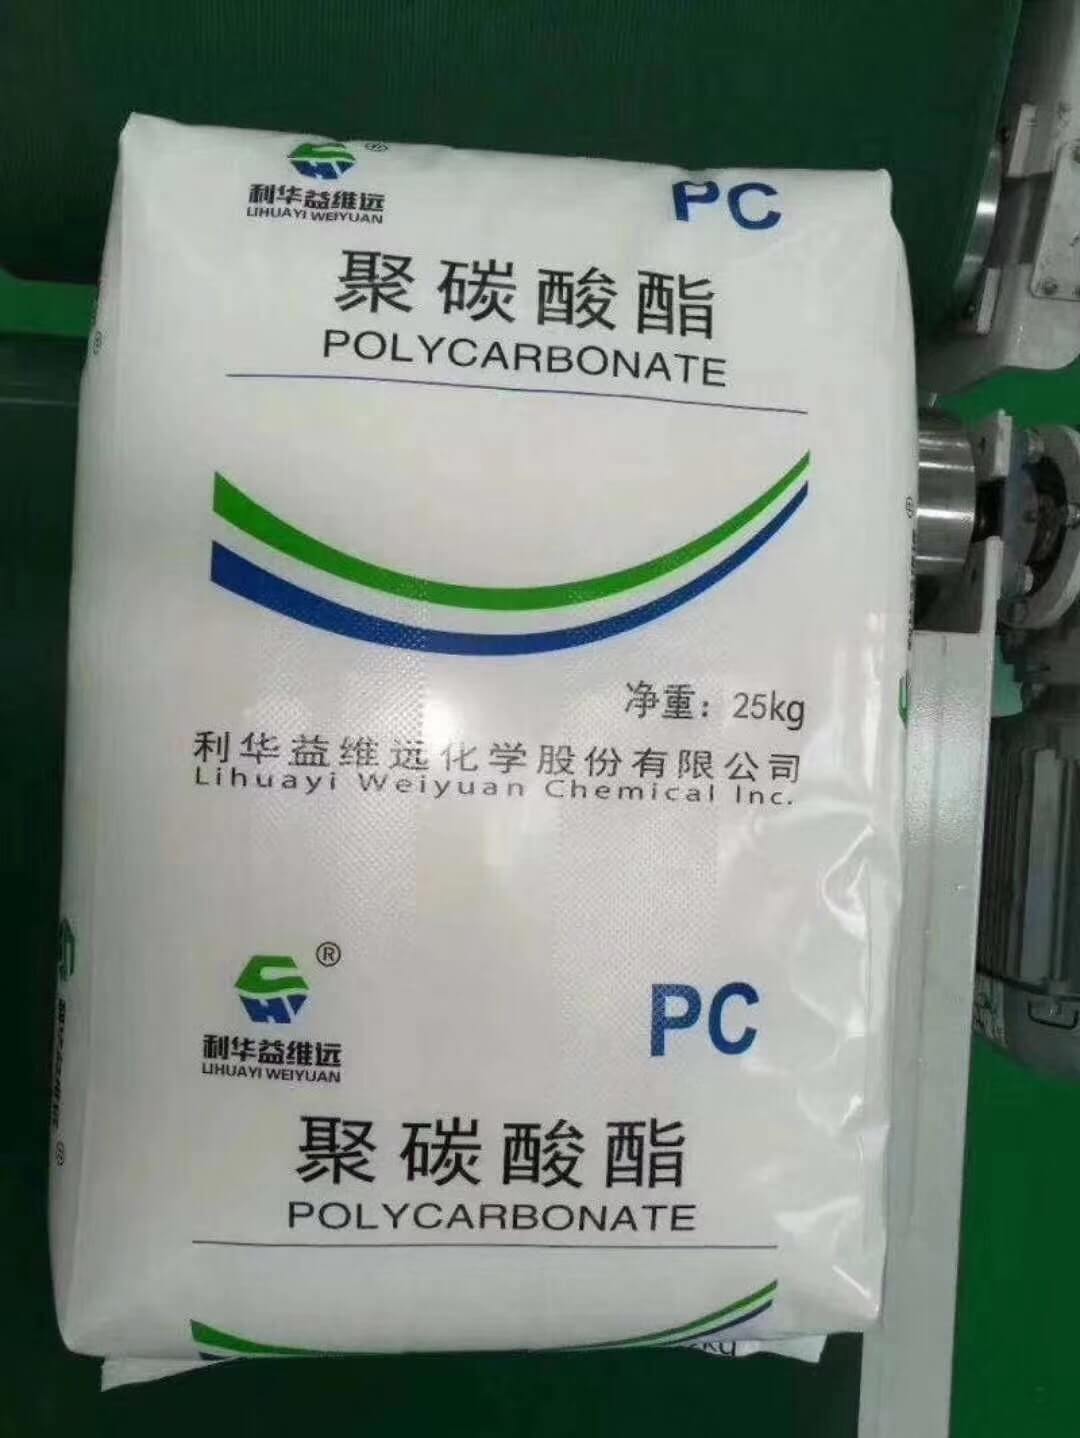 ®
利华益维远
LIHUAYI WEIYUAN
PC
聚碳酸酯
POLYCARBONATE
净重：25kg
利华益维远化学股份有限公司
Lihuayi Weiyuan Chemical Inc.
®
利华益维远
LIHUAYI WEIYUAN
PC
聚碳酸酯
POLYCARBONATE